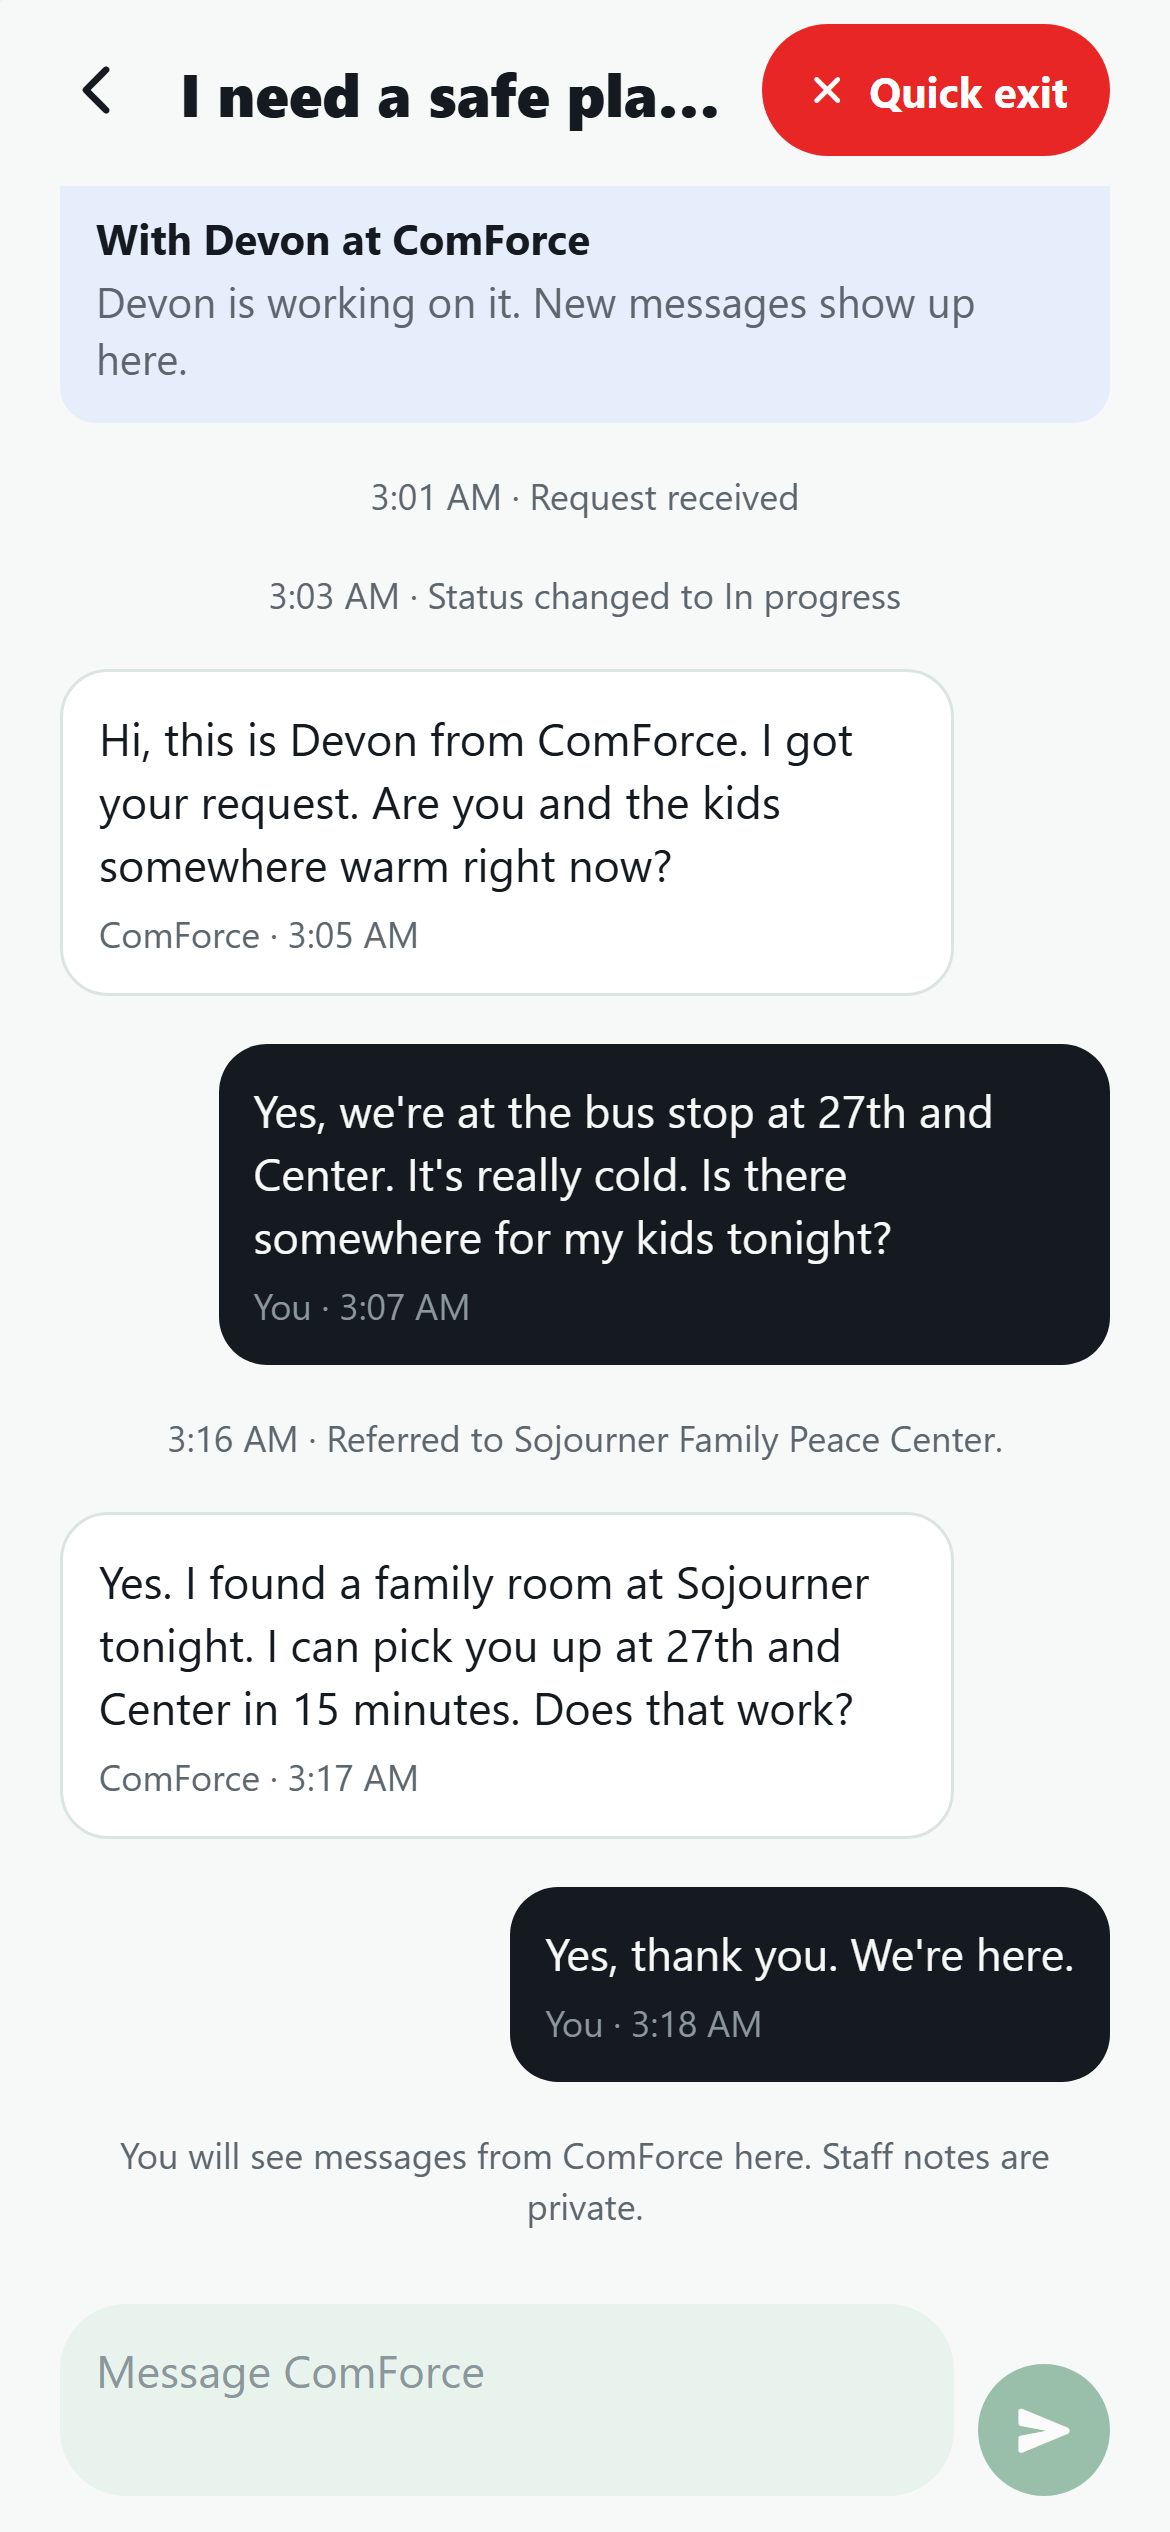 I need a safe pla...
Quick exit
With Devon at ComForce
Devon is working on it. New messages show up
here.
3:01 AM · Request received
3:03 AM · Status changed to In progress
Hi, this is Devon from ComForce. I got
your request. Are you and the kids
somewhere warm right now?
ComForce · 3:05 AM
Yes, we're at the bus stop at 27th and
Center. It's really cold. Is there
somewhere for my kids tonight?
You · 3:07 AM
3:16 AM · Referred to Sojourner Family Peace Center.
Yes. I found a family room at Sojourner
tonight. I can pick you up at 27th and
Center in 15 minutes. Does that work?
ComForce · 3:17 AM
Yes, thank you. We're here.
You · 3:18 AM
You will see messages from ComForce here. Staff notes are
private.
Message ComForce